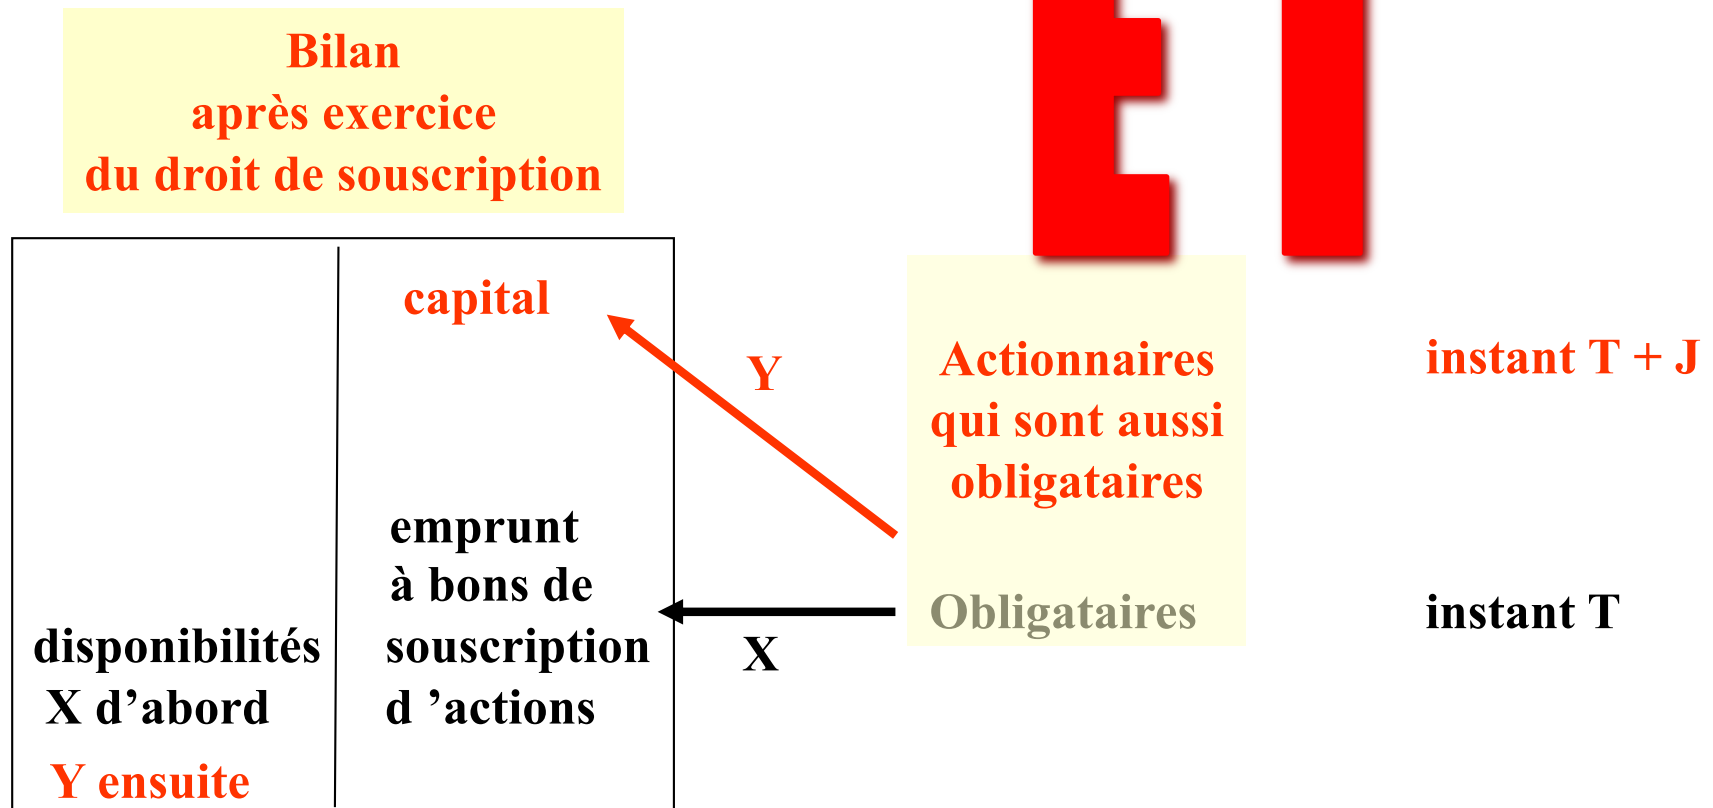 ET
Bilan
après exercice
du droit de souscription
capital
Y
Actionnaires
qui sont aussi
obligataires
instant T + J
emprunt
à bons de
souscription
d ’actions
disponibilités
X d’abord
Y ensuite
X
Obligataires
instant T